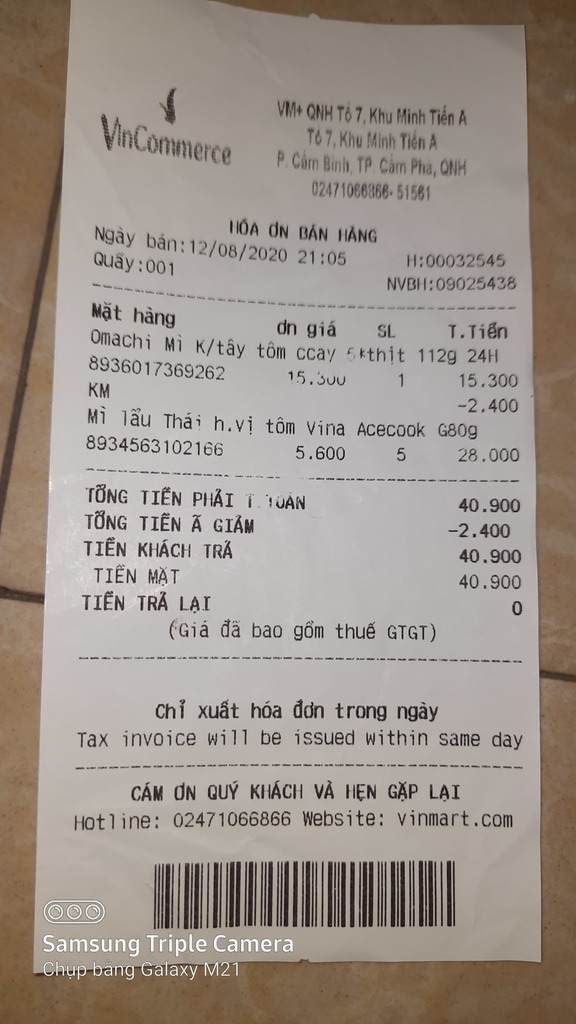 VinCommerce
VM+ QNH Tổ 7, Khu Minh Tiến A
Tổ 7, Khu Minh Tiến A
P. Cẩm Bình, TP. Cẩm Phả, QNH
02471066866- 51561
HÓA ƠN BÁN HÀNG
Ngày bán:12/08/2020 21:05 H:00032545
Quầy:001 NVBH:09025438
Mặt hàng ơn giá SL T.Tiền
Omachi Mì K/tây tôm ccay 5*thịt 112g 24H
8936017369262 15.300 1 15.300
KM -2.400
Mì lẩu Thái h.vị tôm Vina Acecook G80g
8934563102166 5.600 5 28.000
TỔNG TIỀN PHẢI 40.900
TỔNG TIỀN Ã GIẢM -2.400
TIỀN KHÁCH TRẢ 40.900
TIỀN MẶT 40.900
TIỀN TRẢ LẠI 0
(Giá đã bao gồm thuế GTGT)
Chỉ xuất hóa đơn trong ngày
Tax invoice will be issued within same day
CÁM ƠN QUÝ KHÁCH VÀ HẸN GẶP LẠI
Hotline: 02471066866 Website: vinmart.com
Samsung Triple Camera
Chụp bằng Galaxy M21